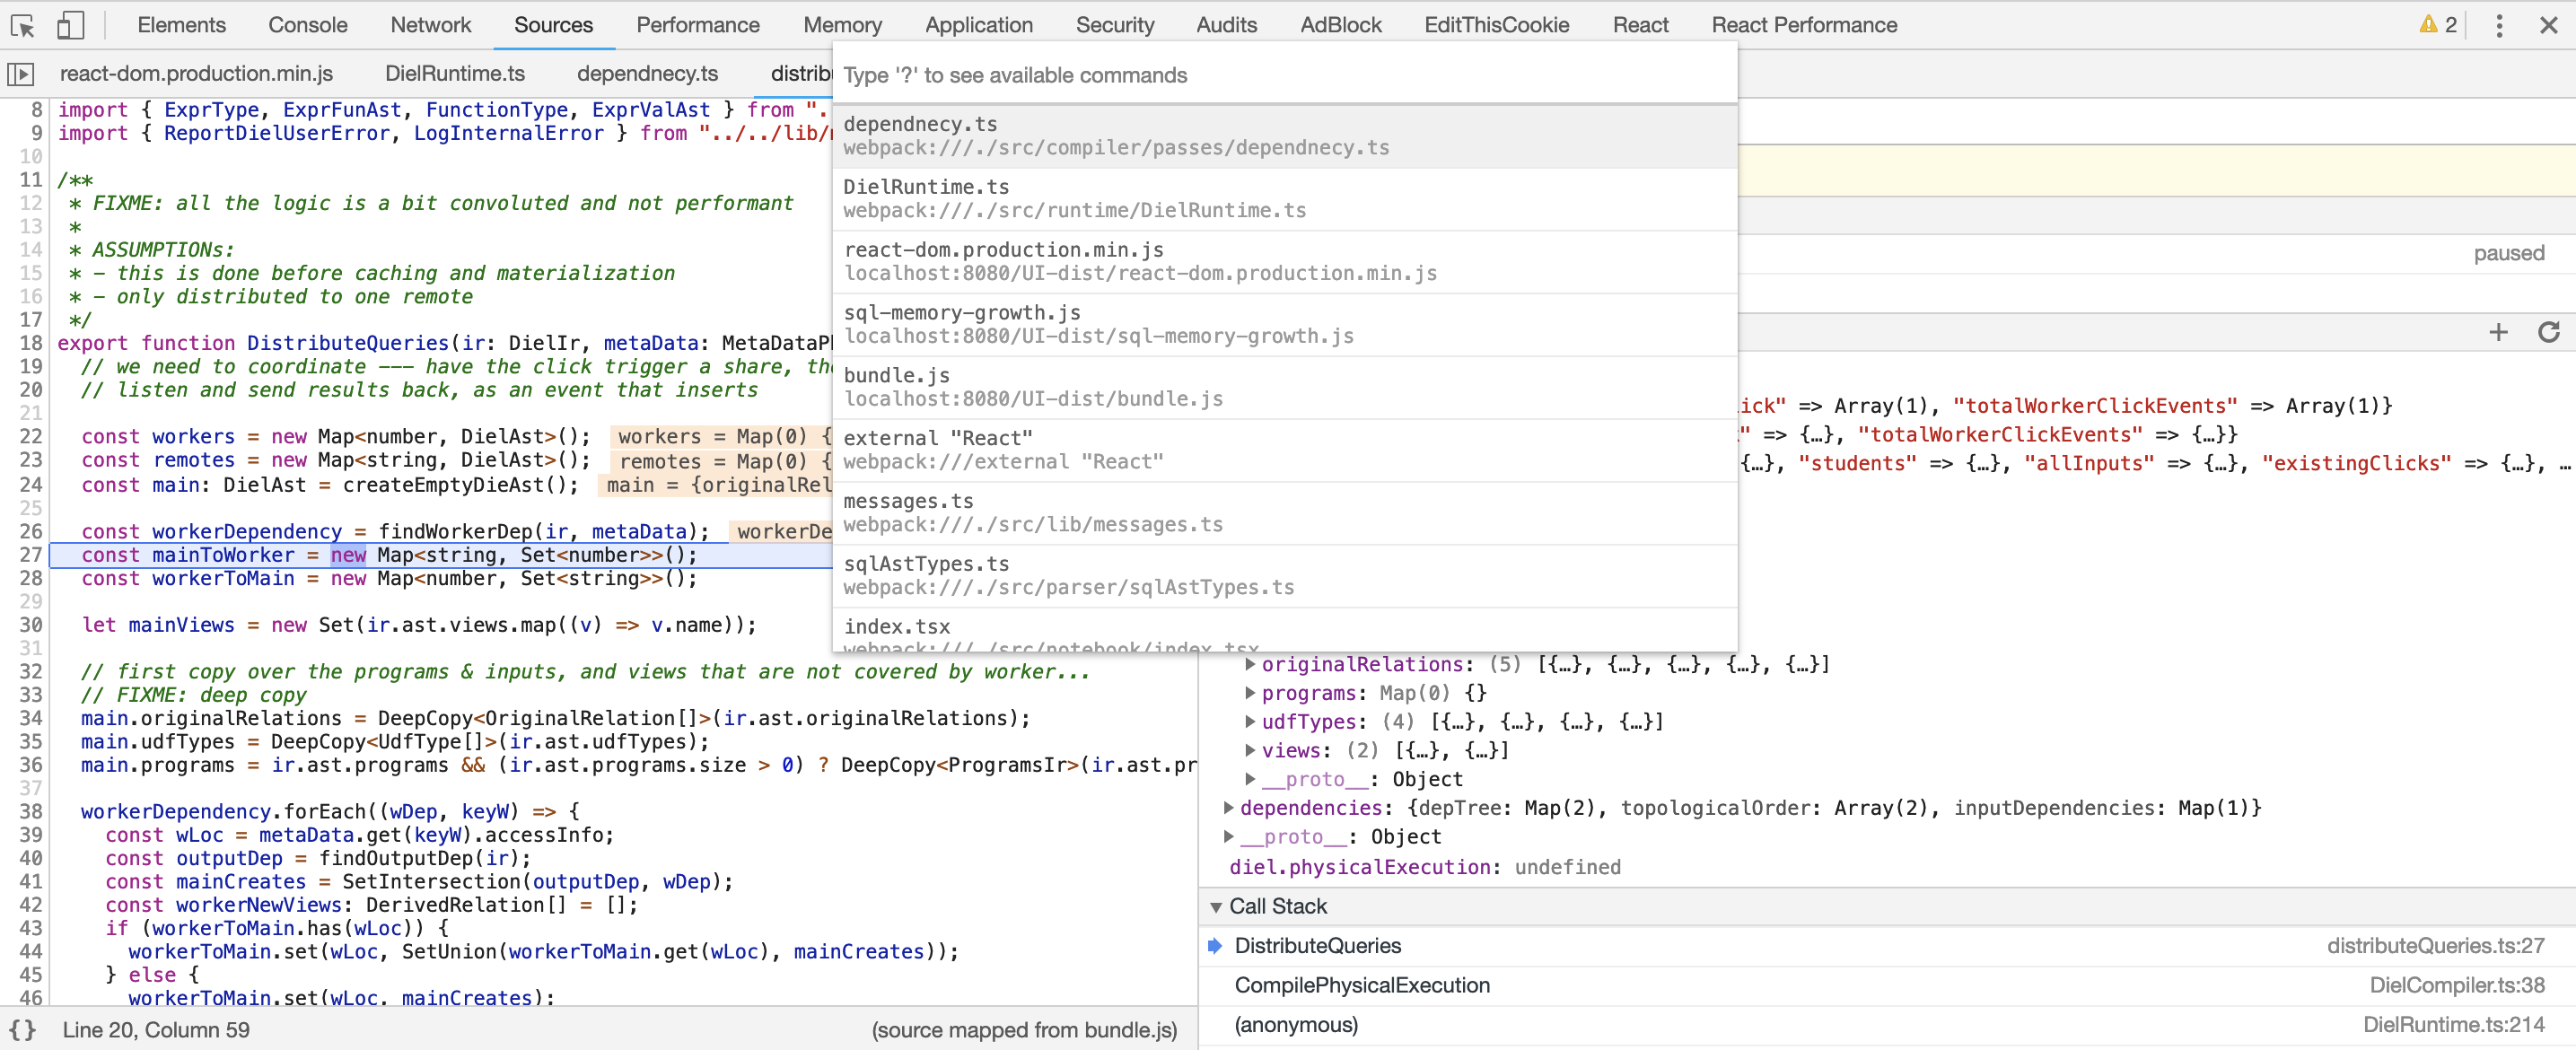 Elements Console Network Sources Performance Memory Application Security Audits AdBlock EditThisCookie React React Performance 2
react-dom.production.min.js DielRuntime.ts dependnecy.ts distribu
8 import { ExprType, ExprFunAst, FunctionType, ExprValAst } from ".
9 import { ReportDielUserError, LogInternalError } from "../../lib/
10
11 /**
12 * FIXME: all the logic is a bit convoluted and not performant
13 *
14 * ASSUMPTIONs:
15 * - this is done before caching and materialization
16 * - only distributed to one remote
17 */
18 export function DistributeQueries(ir: DielIr, metaData: MetaDataPh
19 // we need to coordinate --- have the click trigger a share, the
20 // listen and send results back, as an event that inserts
21
22 const workers = new Map<number, DielAst>(); workers = Map(0) {
23 const remotes = new Map<string, DielAst>(); remotes = Map(0) {
24 const main: DielAst = createEmptyDieAst(); main = {originalRel
25
26 const workerDependency = findWorkerDep(ir, metaData); workerDe
27 const mainToWorker = new Map<string, Set<number>>();
28 const workerToMain = new Map<number, Set<string>>();
29
30 let mainViews = new Set(ir.ast.views.map((v) => v.name));
31
32 // first copy over the programs & inputs, and views that are not covered by worker...
33 // FIXME: deep copy
34 main.originalRelations = DeepCopy<OriginalRelation[]>(ir.ast.originalRelations);
35 main.udfTypes = DeepCopy<UdfType[]>(ir.ast.udfTypes);
36 main.programs = ir.ast.programs && (ir.ast.programs.size > 0) ? DeepCopy<ProgramsIr>(ir.ast.pr
37
38 workerDependency.forEach((wDep, keyW) => {
39 const wLoc = metaData.get(keyW).accessInfo;
40 const outputDep = findOutputDep(ir);
41 const mainCreates = SetIntersection(outputDep, wDep);
42 const workerNewViews: DerivedRelation[] = [];
43 if (workerToMain.has(wLoc)) {
44 workerToMain.set(wLoc, SetUnion(workerToMain.get(wLoc), mainCreates));
45 } else {
46 workerToMain.set(wLoc, mainCreates);
{} Line 20, Column 59 (source mapped from bundle.js)
Type '?' to see available commands
dependnecy.ts
webpack:///./src/compiler/passes/dependnecy.ts
DielRuntime.ts
webpack:///./src/runtime/DielRuntime.ts
react-dom.production.min.js
localhost:8080/UI-dist/react-dom.production.min.js
sql-memory-growth.js
localhost:8080/UI-dist/sql-memory-growth.js
bundle.js
localhost:8080/UI-dist/bundle.js
external "React"
webpack:///external "React"
messages.ts
webpack:///./src/lib/messages.ts
sqlAstTypes.ts
webpack:///./src/parser/sqlAstTypes.ts
index.tsx
webpack:///./src/notebook/index.tsx
paused
ick" => Array(1), "totalWorkerClickEvents" => Array(1)}
" => {…}, "totalWorkerClickEvents" => {…}}
{…}, "students" => {…}, "allInputs" => {…}, "existingClicks" => {…}, …
originalRelations: (5) [{…}, {…}, {…}, {…}, {…}]
programs: Map(0) {}
udfTypes: (4) [{…}, {…}, {…}, {…}]
views: (2) [{…}, {…}]
__proto__: Object
dependencies: {depTree: Map(2), topologicalOrder: Array(2), inputDependencies: Map(1)}
__proto__: Object
diel.physicalExecution: undefined
Call Stack
DistributeQueries distributeQueries.ts:27
CompilePhysicalExecution DielCompiler.ts:38
(anonymous) DielRuntime.ts:214